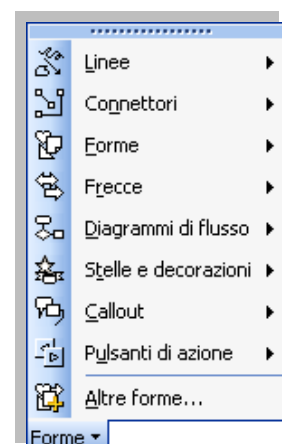 Linee
Connettori
Forme
Frecce
Diagrammi di flusso
Stelle e decorazioni
Callout
Pulsanti di azione
Altre forme...
Forme